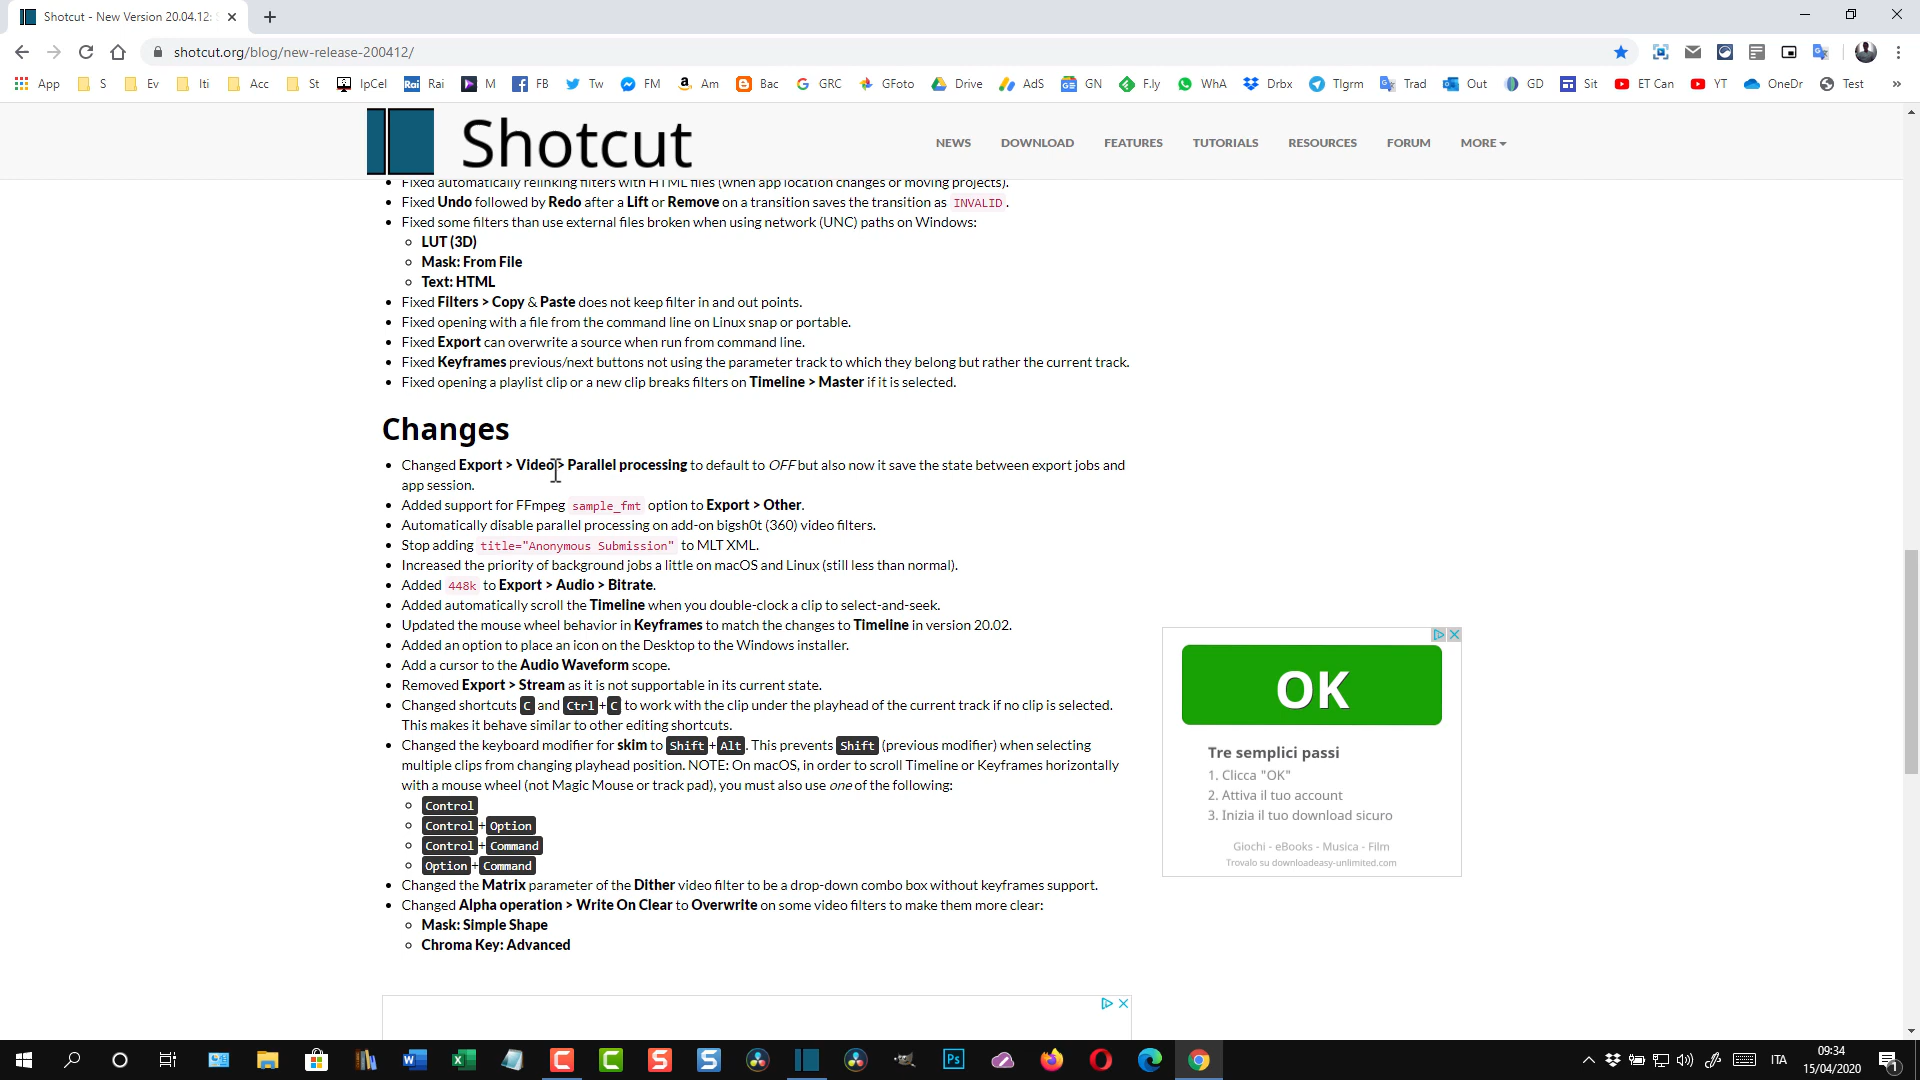 Shotcut - New Version 20.04.12:
shotcut.org/blog/new-release-200412/
App S Ev Iti Acc St IpCel Rai Rai M FB Tw FM Am Bac GRC GFoto Drive AdS GN F.ly WhA Drbx Tlgrm Trad Out GD Sit ET Can YT OneDr Test »
Shotcut
NEWS DOWNLOAD FEATURES TUTORIALS RESOURCES FORUM MORE
Fixed automatically relinking filters with HTML files (when app location changes or moving projects).
Fixed Undo followed by Redo after a Lift or Remove on a transition saves the transition as INVALID.
Fixed some filters than use external files broken when using network (UNC) paths on Windows:
LUT (3D)
Mask: From File
Text: HTML
Fixed Filters > Copy & Paste does not keep filter in and out points.
Fixed opening with a file from the command line on Linux snap or portable.
Fixed Export can overwrite a source when run from command line.
Fixed Keyframes previous/next buttons not using the parameter track to which they belong but rather the current track.
Fixed opening a playlist clip or a new clip breaks filters on Timeline > Master if it is selected.
Changes
Changed Export > Video > Parallel processing to default to OFF but also now it save the state between export jobs and
app session.
Added support for FFmpeg sample_fmt option to Export > Other.
Automatically disable parallel processing on add-on bigsh0t (360) video filters.
Stop adding title="Anonymous Submission" to MLT XML.
Increased the priority of background jobs a little on macOS and Linux (still less than normal).
Added 448k to Export > Audio > Bitrate.
Added automatically scroll the Timeline when you double-clock a clip to select-and-seek.
Updated the mouse wheel behavior in Keyframes to match the changes to Timeline in version 20.02.
Added an option to place an icon on the Desktop to the Windows installer.
Add a cursor to the Audio Waveform scope.
Removed Export > Stream as it is not supportable in its current state.
Changed shortcuts C and Ctrl+C to work with the clip under the playhead of the current track if no clip is selected.
This makes it behave similar to other editing shortcuts.
Changed the keyboard modifier for skim to Shift+Alt. This prevents Shift (previous modifier) when selecting
multiple clips from changing playhead position. NOTE: On macOS, in order to scroll Timeline or Keyframes horizontally
with a mouse wheel (not Magic Mouse or track pad), you must also use one of the following:
Control
Control+Option
Control+Command
Option+Command
Changed the Matrix parameter of the Dither video filter to be a drop-down combo box without keyframes support.
Changed Alpha operation > Write On Clear to Overwrite on some video filters to make them more clear:
Mask: Simple Shape
Chroma Key: Advanced
OK
Tre semplici passi
1. Clicca "OK"
2. Attiva il tuo account
3. Inizia il tuo download sicuro
Giochi - eBooks - Musica - Film
Trovalo su downloadeasy-unlimited.com
Ps
ITA
09:34
15/04/2020
1